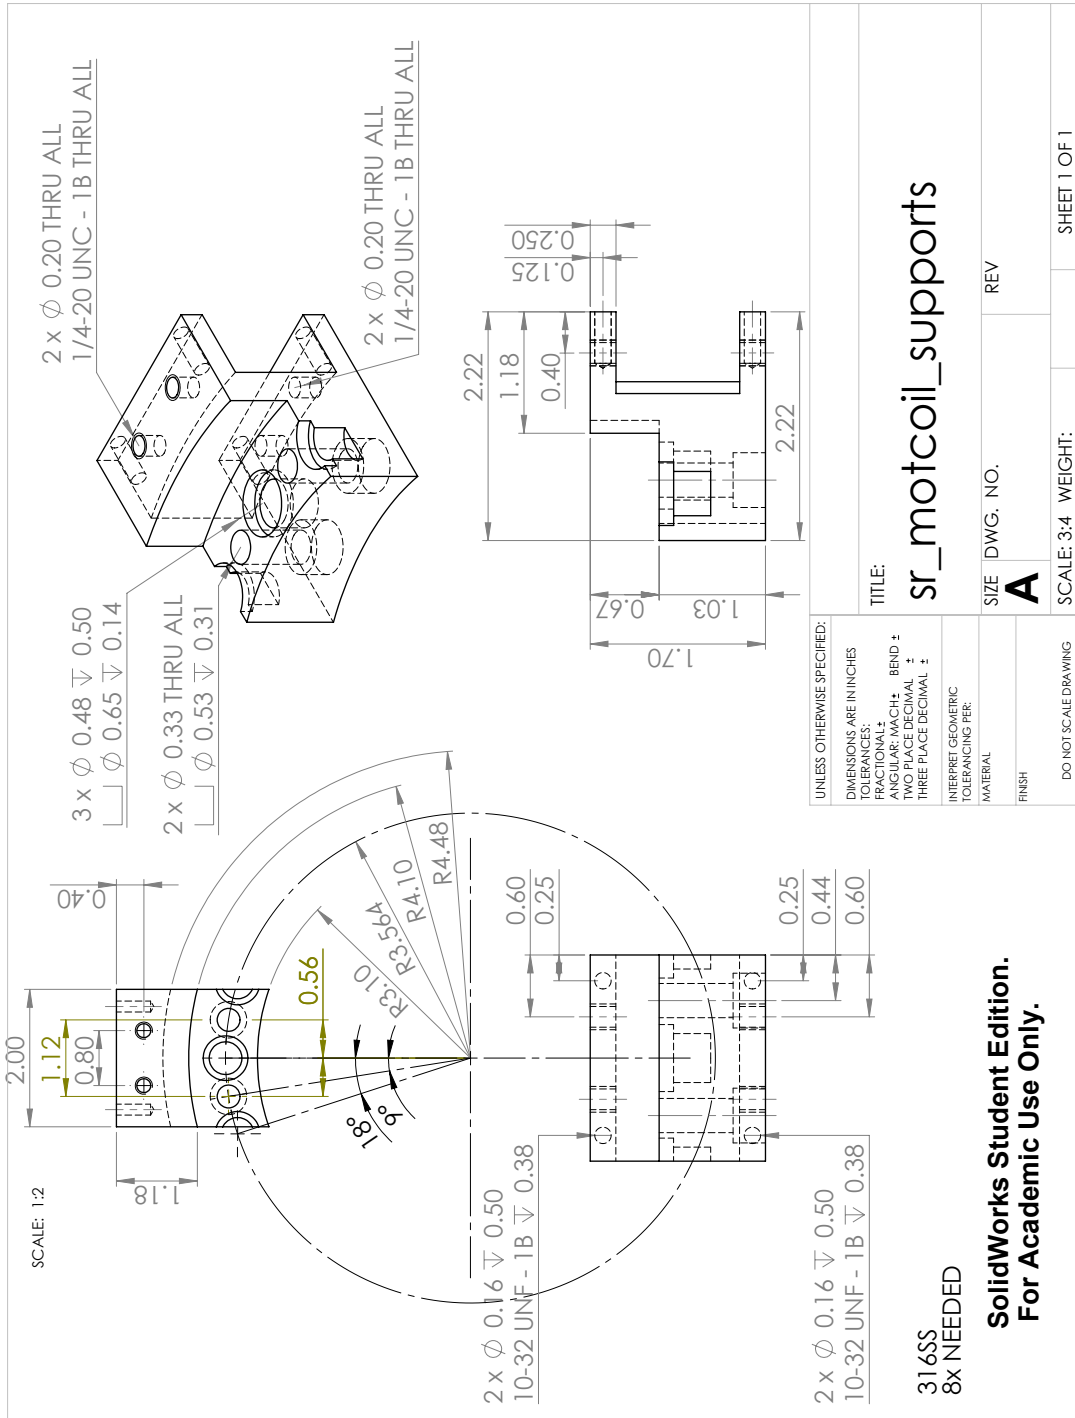 SCALE: 1:2
2.00
1.12
0.80
0.40
1.18
0.56
R3.10
R3.564
R4.10
R4.48
18°
9°
3 x ∅ 0.48 ↧ 0.50
⌴ ∅ 0.65 ↧ 0.14
2 x ∅ 0.33 THRU ALL
⌴ ∅ 0.53 ↧ 0.31
2 x ∅ 0.20 THRU ALL
1/4-20 UNC - 1B THRU ALL
2 x ∅ 0.20 THRU ALL
1/4-20 UNC - 1B THRU ALL
2.22
1.18
0.40
0.125
0.250
0.67
1.03
1.70
2.22
0.60
0.25
0.25
0.44
0.60
2 x ∅ 0.16 ↧ 0.50
10-32 UNF - 1B ↧ 0.38
2 x ∅ 0.16 ↧ 0.50
10-32 UNF - 1B ↧ 0.38
316SS
8x NEEDED
SolidWorks Student Edition.
For Academic Use Only.
UNLESS OTHERWISE SPECIFIED:
DIMENSIONS ARE IN INCHES
TOLERANCES:
FRACTIONAL±
ANGULAR: MACH± BEND ±
TWO PLACE DECIMAL ±
THREE PLACE DECIMAL ±
INTERPRET GEOMETRIC
TOLERANCING PER:
MATERIAL
FINISH
DO NOT SCALE DRAWING
TITLE:
sr_motcoil_supports
SIZE
A
DWG. NO.
REV
SCALE: 3:4
WEIGHT:
SHEET 1 OF 1